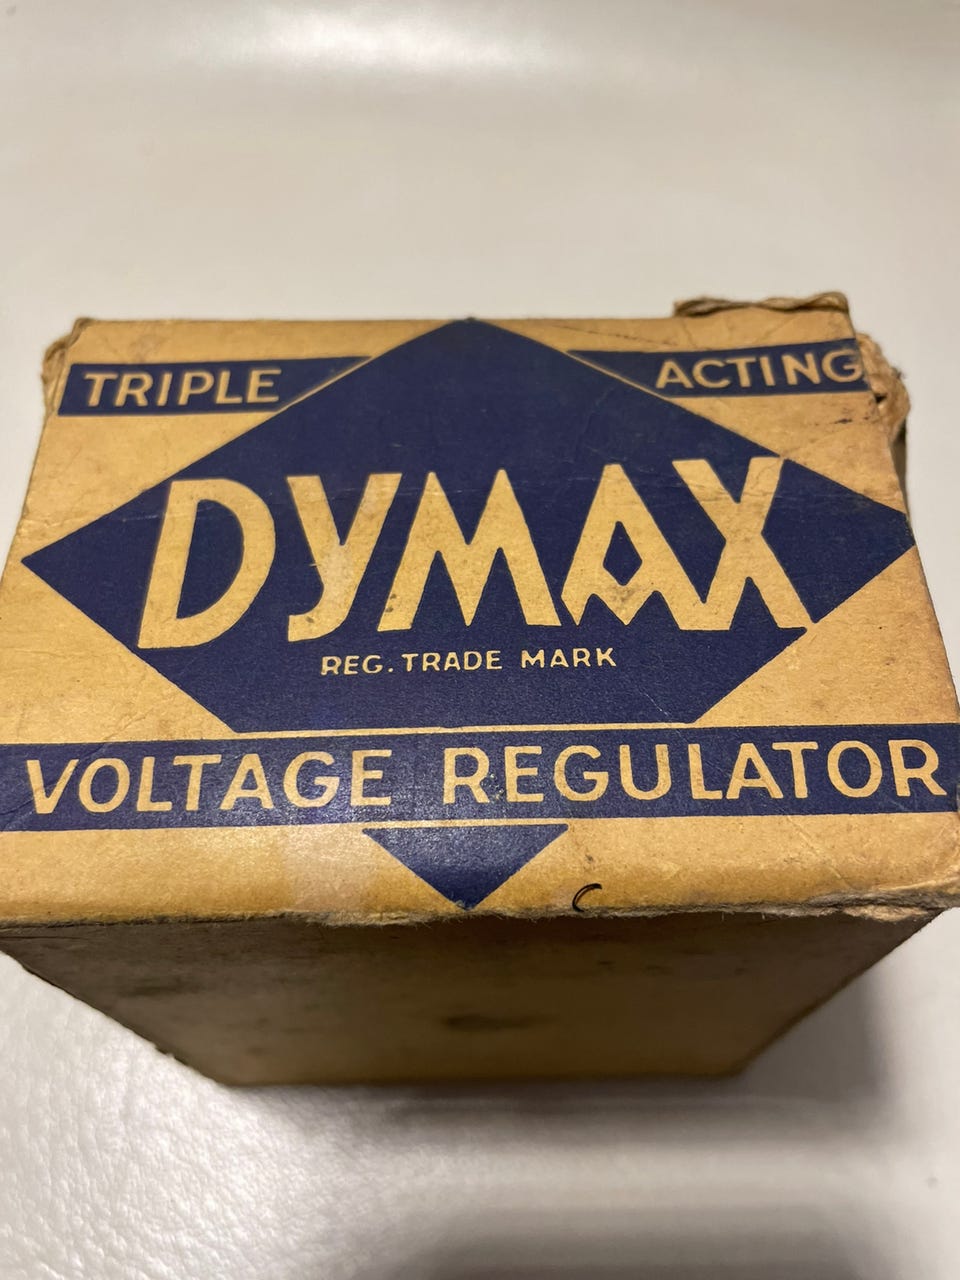 TRIPLE ACTING
DYMAX
REG. TRADE MARK
VOLTAGE REGULATOR